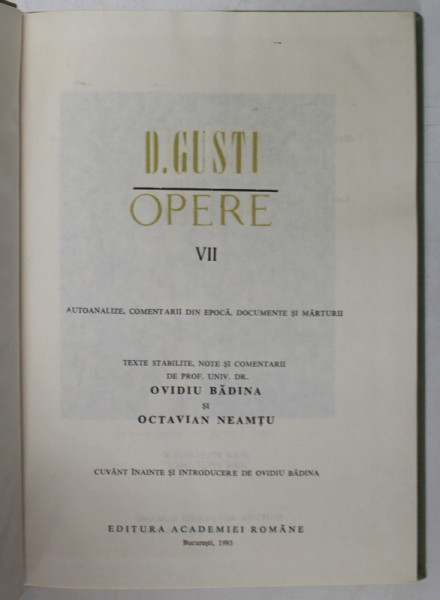 D.GUSTI
OPERE
VII
AUTOANALIZE, COMENTARII DIN EPOCĂ, DOCUMENTE ȘI MĂRTURII
TEXTE STABILITE, NOTE ȘI COMENTARII
DE PROF. UNIV. DR.
OVIDIU BĂDINA
ȘI
OCTAVIAN NEAMȚU
CUVÂNT ÎNAINTE ȘI INTRODUCERE DE OVIDIU BĂDINA
EDITURA ACADEMIEI ROMÂNE
București, 1993